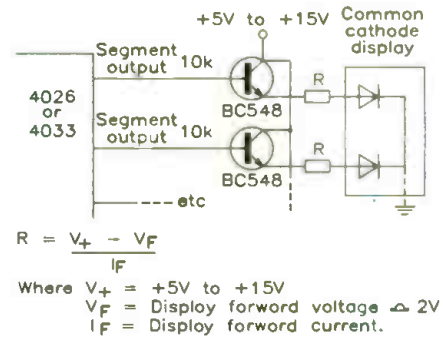 +5V to +15V
Common
cathode
display
Segment
output 10k
R
4026
or
4033
BC548
Segment
output 10k
R
BC548
etc
R = V+ - VF
IF
Where V+ = +5V to +15V
VF = Display forword voltage ≏ 2V
IF = Display forword current.